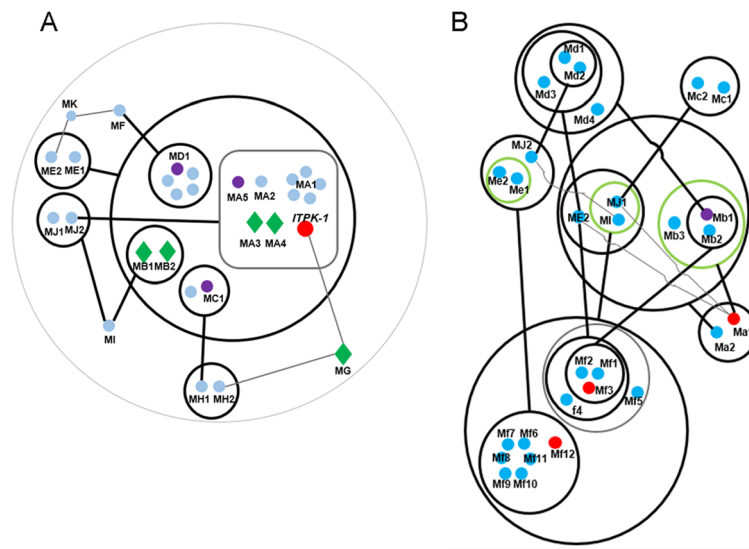 A
MK
MF
ME2 ME1
MD1
MA5 MA2 MA1
ITPK-1
MA3 MA4
MJ1 MJ2
MB1 MB2
MC1
MI
MG
MH1 MH2
B
Md1
Md2
Md3
Md4
Mc2 Mc1
MJ2
Me2
Me1
MJ1
ME2 MI
Mb1
Mb3
Mb2
Ma1
Ma2
Mf2 Mf1
Mf3
f4
Mf5
Mf7 Mf6
Mf12
Mf8 Mf11
Mf9 Mf10